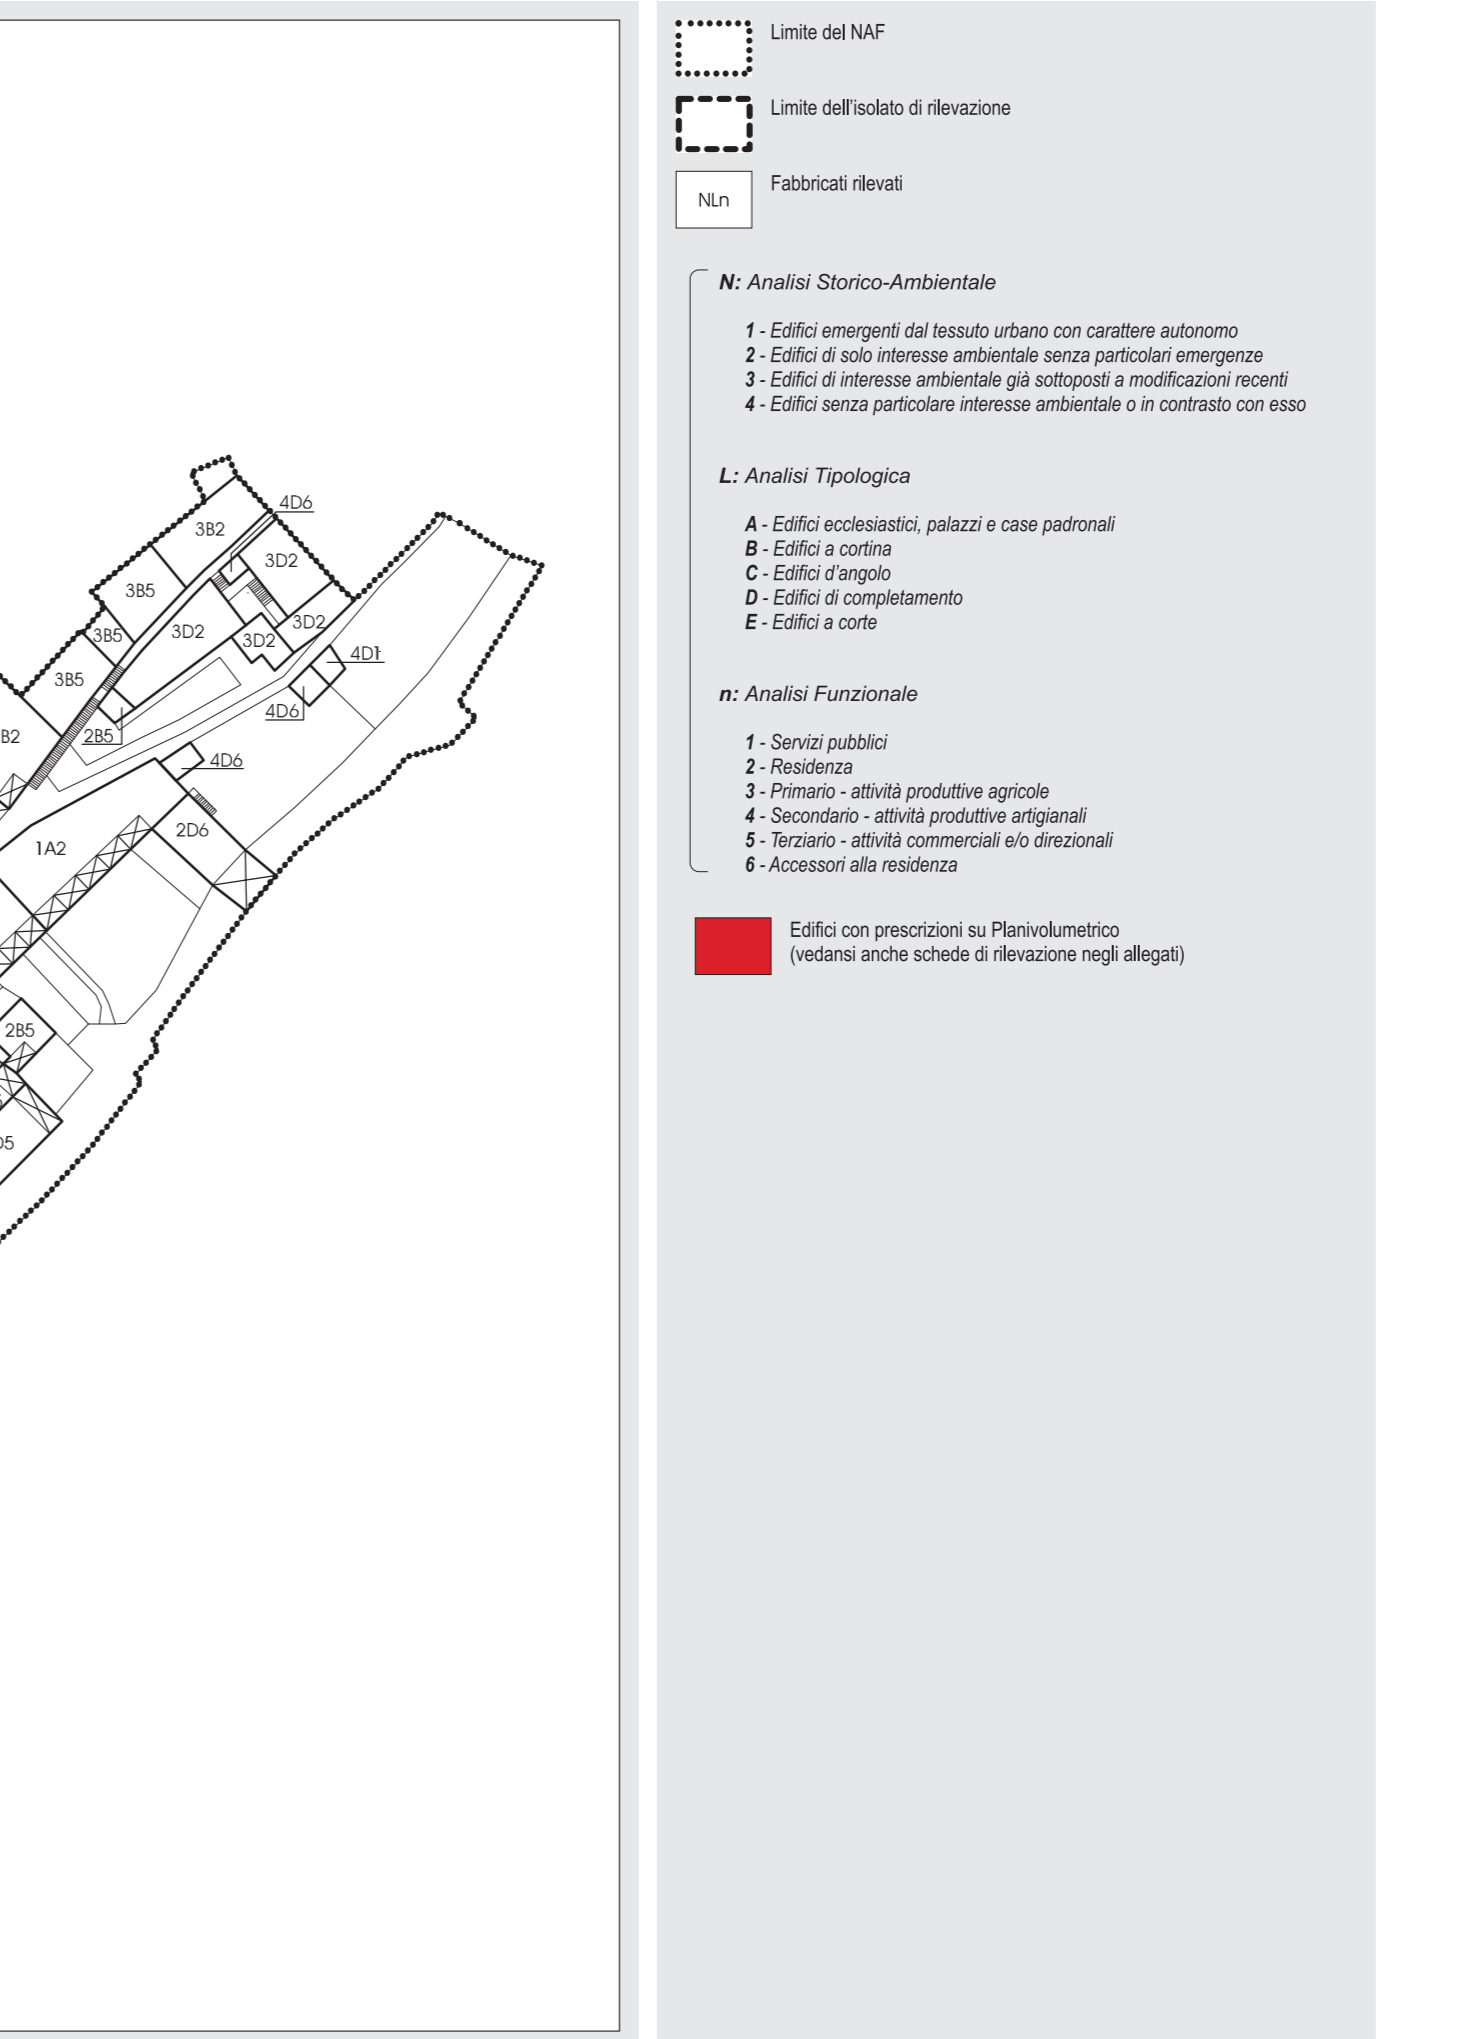 Limite del NAF
Limite dell'isolato di rilevazione
NLn
Fabbricati rilevati
N: Analisi Storico-Ambientale
1 - Edifici emergenti dal tessuto urbano con carattere autonomo
2 - Edifici di solo interesse ambientale senza particolari emergenze
3 - Edifici di interesse ambientale già sottoposti a modificazioni recenti
4 - Edifici senza particolare interesse ambientale o in contrasto con esso
L: Analisi Tipologica
A - Edifici ecclesiastici, palazzi e case padronali
B - Edifici a cortina
C - Edifici d'angolo
D - Edifici di completamento
E - Edifici a corte
n: Analisi Funzionale
1 - Servizi pubblici
2 - Residenza
3 - Primario - attività produttive agricole
4 - Secondario - attività produttive artigianali
5 - Terziario - attività commerciali e/o direzionali
6 - Accessori alla residenza
Edifici con prescrizioni su Planivolumetrico
(vedansi anche schede di rilevazione negli allegati)
4D6
3B2
3D2
3B5
3D2
3D2
3B5
3D2
4D1
3B5
4D6
B2
2B5
4D6
2D6
1A2
2B5